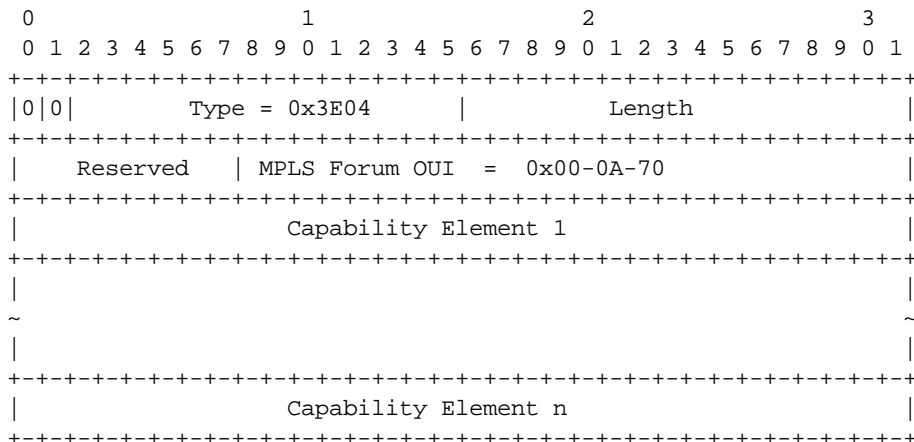 0                   1                   2                   3
 0 1 2 3 4 5 6 7 8 9 0 1 2 3 4 5 6 7 8 9 0 1 2 3 4 5 6 7 8 9 0 1
+-+-+-+-+-+-+-+-+-+-+-+-+-+-+-+-+-+-+-+-+-+-+-+-+-+-+-+-+-+-+-+-+
|0|0|        Type = 0x3E04      |          Length               |
+-+-+-+-+-+-+-+-+-+-+-+-+-+-+-+-+-+-+-+-+-+-+-+-+-+-+-+-+-+-+-+-+
|    Reserved   | MPLS Forum OUI  =  0x00-0A-70                 |
+-+-+-+-+-+-+-+-+-+-+-+-+-+-+-+-+-+-+-+-+-+-+-+-+-+-+-+-+-+-+-+-+
|                   Capability Element 1                        |
+-+-+-+-+-+-+-+-+-+-+-+-+-+-+-+-+-+-+-+-+-+-+-+-+-+-+-+-+-+-+-+-+
|                                                               |
~                                                               ~
|                                                               |
+-+-+-+-+-+-+-+-+-+-+-+-+-+-+-+-+-+-+-+-+-+-+-+-+-+-+-+-+-+-+-+-+
|                   Capability Element n                        |
+-+-+-+-+-+-+-+-+-+-+-+-+-+-+-+-+-+-+-+-+-+-+-+-+-+-+-+-+-+-+-+-+